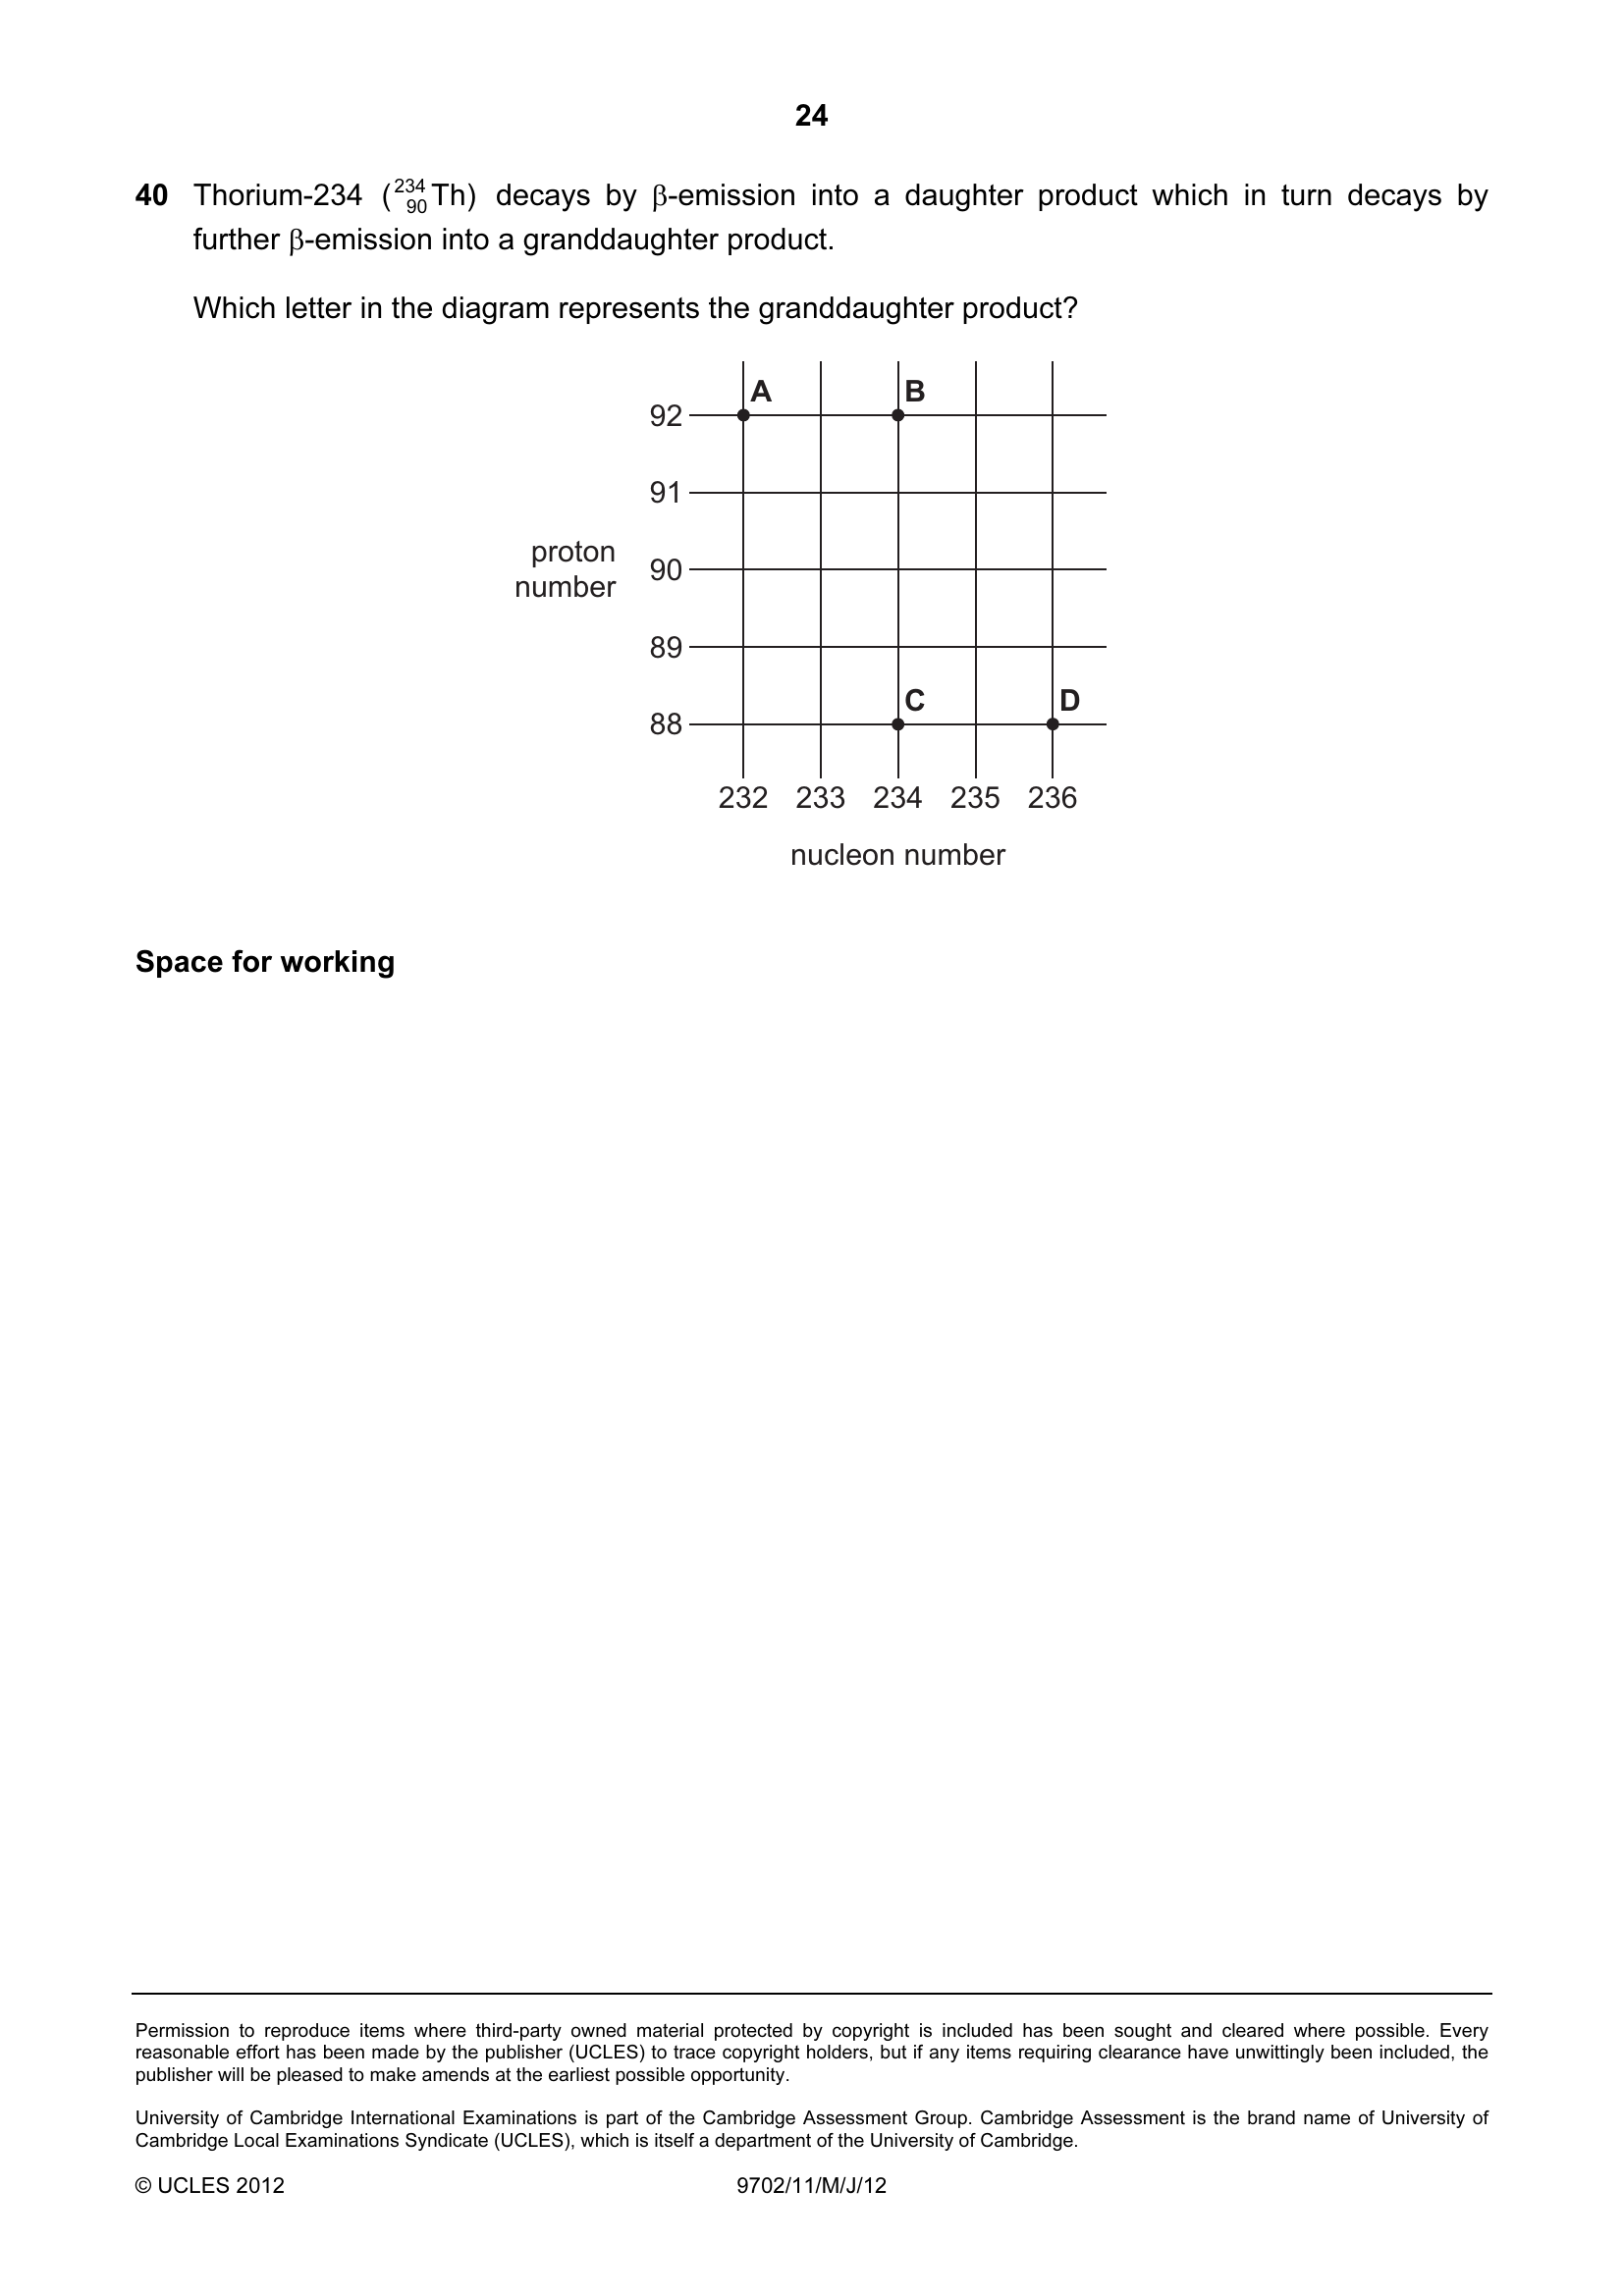 24
40 Thorium-234 (²³⁴₉₀Th) decays by β-emission into a daughter product which in turn decays by
further β-emission into a granddaughter product.
Which letter in the diagram represents the granddaughter product?
A B
92
91
proton
number
90
89
C D
88
232 233 234 235 236
nucleon number
Space for working
Permission to reproduce items where third-party owned material protected by copyright is included has been sought and cleared where possible. Every
reasonable effort has been made by the publisher (UCLES) to trace copyright holders, but if any items requiring clearance have unwittingly been included, the
publisher will be pleased to make amends at the earliest possible opportunity.
University of Cambridge International Examinations is part of the Cambridge Assessment Group. Cambridge Assessment is the brand name of University of
Cambridge Local Examinations Syndicate (UCLES), which is itself a department of the University of Cambridge.
© UCLES 2012 9702/11/M/J/12